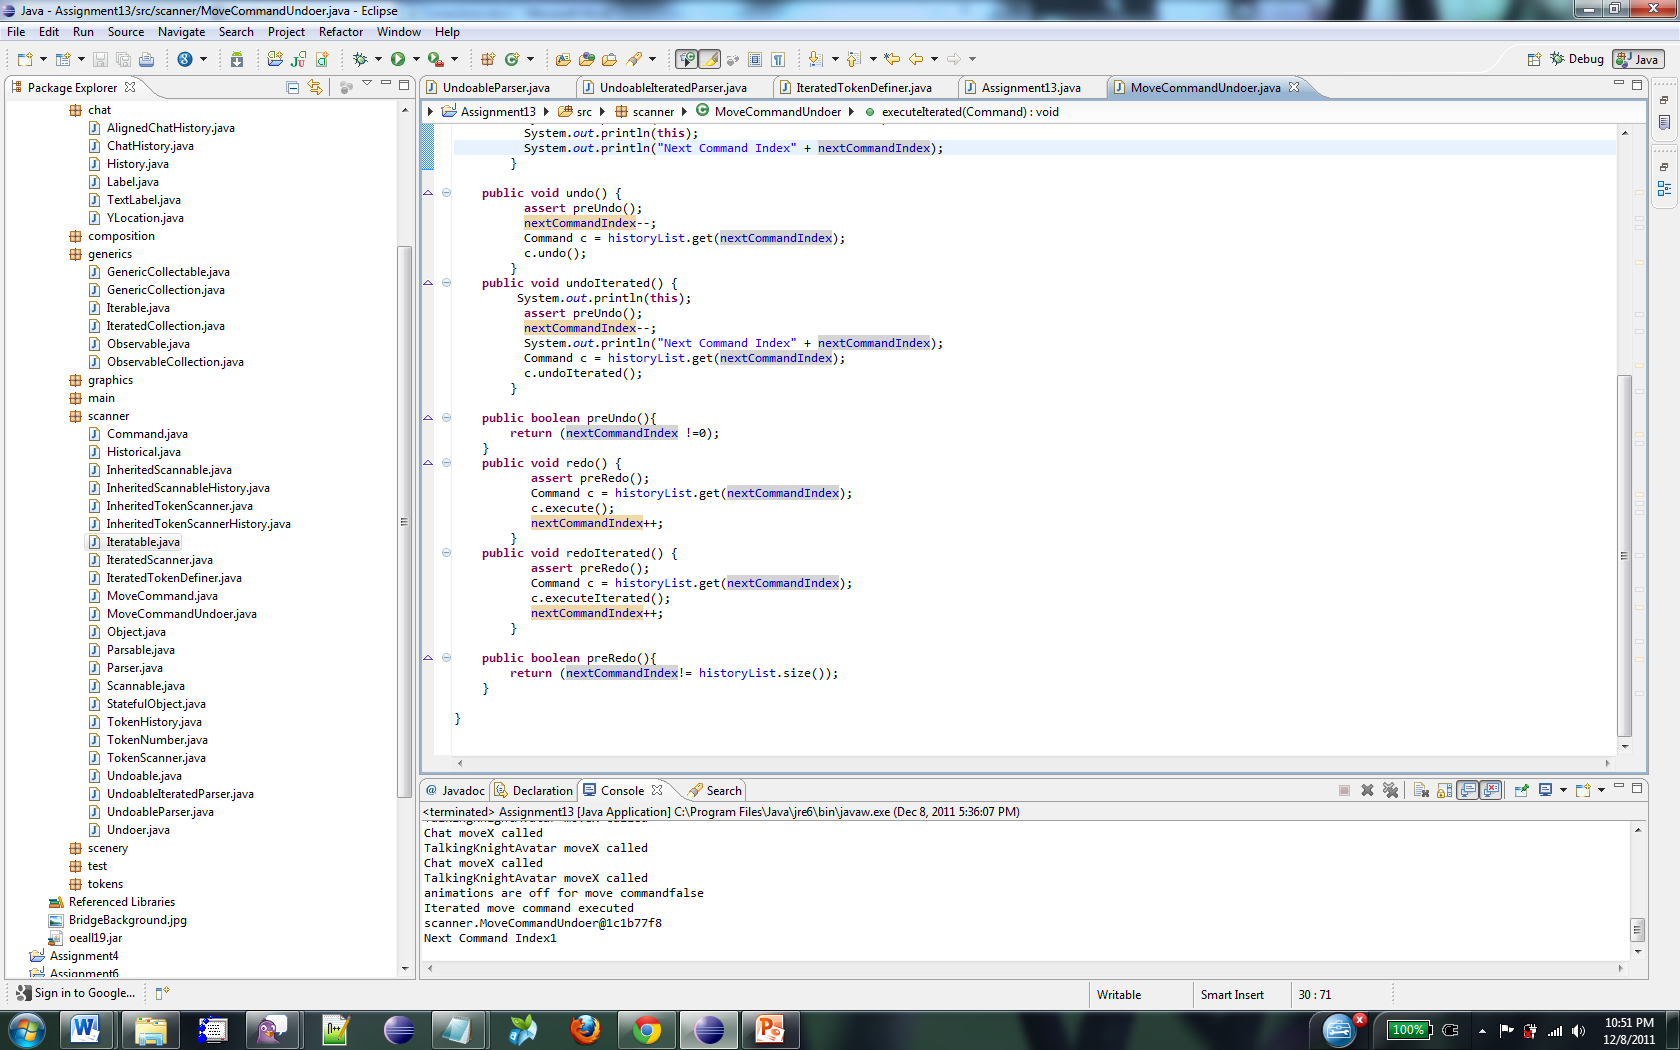 Java - Assignment13/src/scanner/MoveCommandUndoer.java - Eclipse
File Edit Run Source Navigate Search Project Refactor Window Help
Debug Java
Package Explorer
chat
AlignedChatHistory.java
ChatHistory.java
History.java
Label.java
TextLabel.java
YLocation.java
composition
generics
GenericCollectable.java
GenericCollection.java
Iterable.java
IteratedCollection.java
Observable.java
ObservableCollection.java
graphics
main
scanner
Command.java
Historical.java
InheritedScannable.java
InheritedScannableHistory.java
InheritedTokenScanner.java
InheritedTokenScannerHistory.java
Iteratable.java
IteratedScanner.java
IteratedTokenDefiner.java
MoveCommand.java
MoveCommandUndoer.java
Object.java
Parsable.java
Parser.java
Scannable.java
StatefulObject.java
TokenHistory.java
TokenNumber.java
TokenScanner.java
Undoable.java
UndoableIteratedParser.java
UndoableParser.java
Undoer.java
scenery
test
tokens
Referenced Libraries
BridgeBackground.jpg
oeall19.jar
Assignment4
Assignment6
UndoableParser.java UndoableIteratedParser.java IteratedTokenDefiner.java Assignment13.java MoveCommandUndoer.java
Assignment13 src scanner MoveCommandUndoer executeIterated(Command) : void
System.out.println(this);
System.out.println("Next Command Index" + nextCommandIndex);
}
public void undo() {
assert preUndo();
nextCommandIndex--;
Command c = historyList.get(nextCommandIndex);
c.undo();
}
public void undoIterated() {
System.out.println(this);
assert preUndo();
nextCommandIndex--;
System.out.println("Next Command Index" + nextCommandIndex);
Command c = historyList.get(nextCommandIndex);
c.undoIterated();
}
public boolean preUndo(){
return (nextCommandIndex !=0);
}
public void redo() {
assert preRedo();
Command c = historyList.get(nextCommandIndex);
c.execute();
nextCommandIndex++;
}
public void redoIterated() {
assert preRedo();
Command c = historyList.get(nextCommandIndex);
c.executeIterated();
nextCommandIndex++;
}
public boolean preRedo(){
return (nextCommandIndex!= historyList.size());
}
}
@ Javadoc Declaration Console Search
<terminated> Assignment13 [Java Application] C:\Program Files\Java\jre6\bin\javaw.exe (Dec 8, 2011 5:36:07 PM)
TalkingKnightAvatar moveX called
Chat moveX called
TalkingKnightAvatar moveX called
Chat moveX called
TalkingKnightAvatar moveX called
animations are off for move commandfalse
Iterated move command executed
scanner.MoveCommandUndoer@1c1b77f8
Next Command Index1
Sign in to Google...
Writable Smart Insert 30 : 71
100%
10:51 PM
12/8/2011